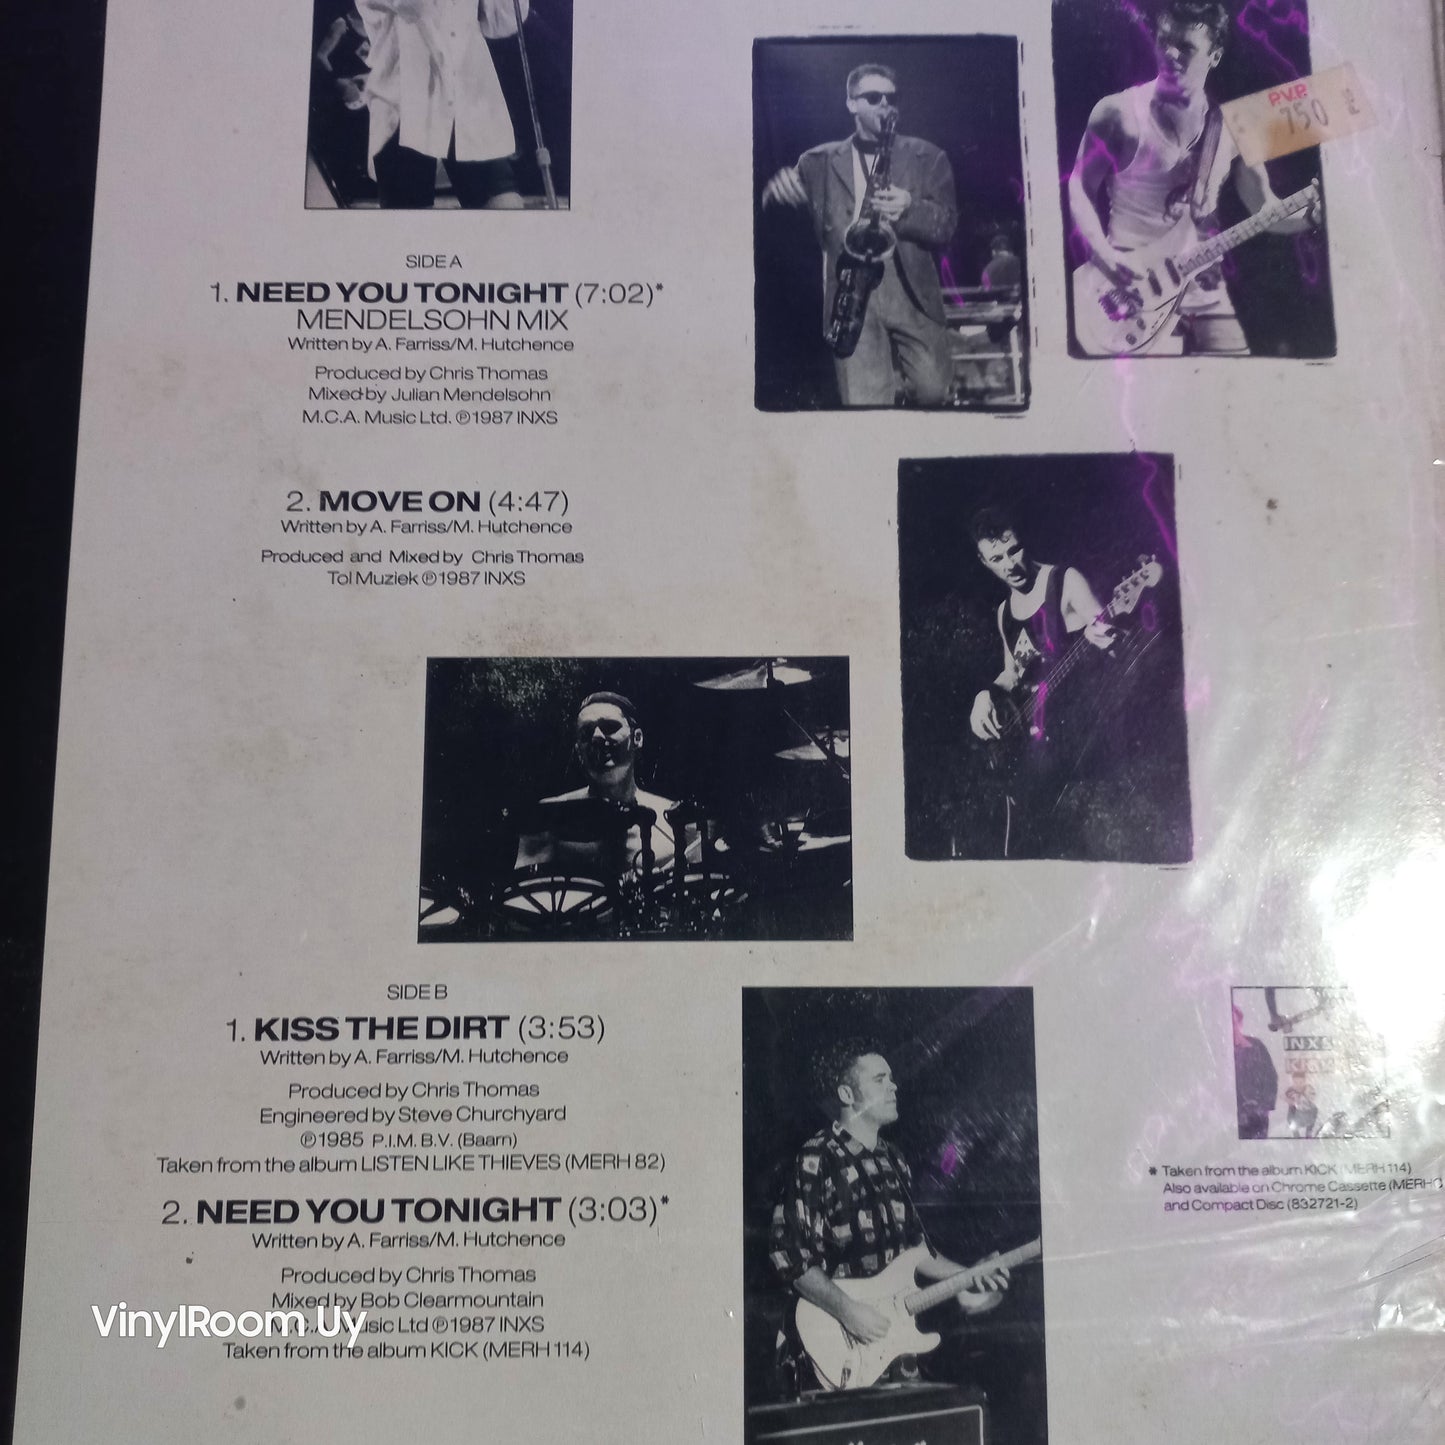 P.V.P.
750
SIDE A
1. NEED YOU TONIGHT (7:02)*
MENDELSOHN MIX
Written by A. Farriss/M. Hutchence
Produced by Chris Thomas
Mixed by Julian Mendelsohn
M.C.A. Music Ltd. ℗1987 INXS
2. MOVE ON (4:47)
Written by A. Farriss/M. Hutchence
Produced and Mixed by Chris Thomas
Tol Muziek ℗1987 INXS
SIDE B
1. KISS THE DIRT (3:53)
Written by A. Farriss/M. Hutchence
Produced by Chris Thomas
Engineered by Steve Churchyard
℗1985 P.I.M. B.V. (Baarn)
Taken from the album LISTEN LIKE THIEVES (MERH 82)
2. NEED YOU TONIGHT (3:03)*
Written by A. Farriss/M. Hutchence
Produced by Chris Thomas
Mixed by Bob Clearmountain
M.C.A. Music Ltd ℗1987 INXS
Taken from the album KICK (MERH 114)
VinylRoom Uy
INXS
KICK
* Taken from the album KICK (MERH 114)
Also available on Chrome Cassette (MERHC
and Compact Disc (832721-2)